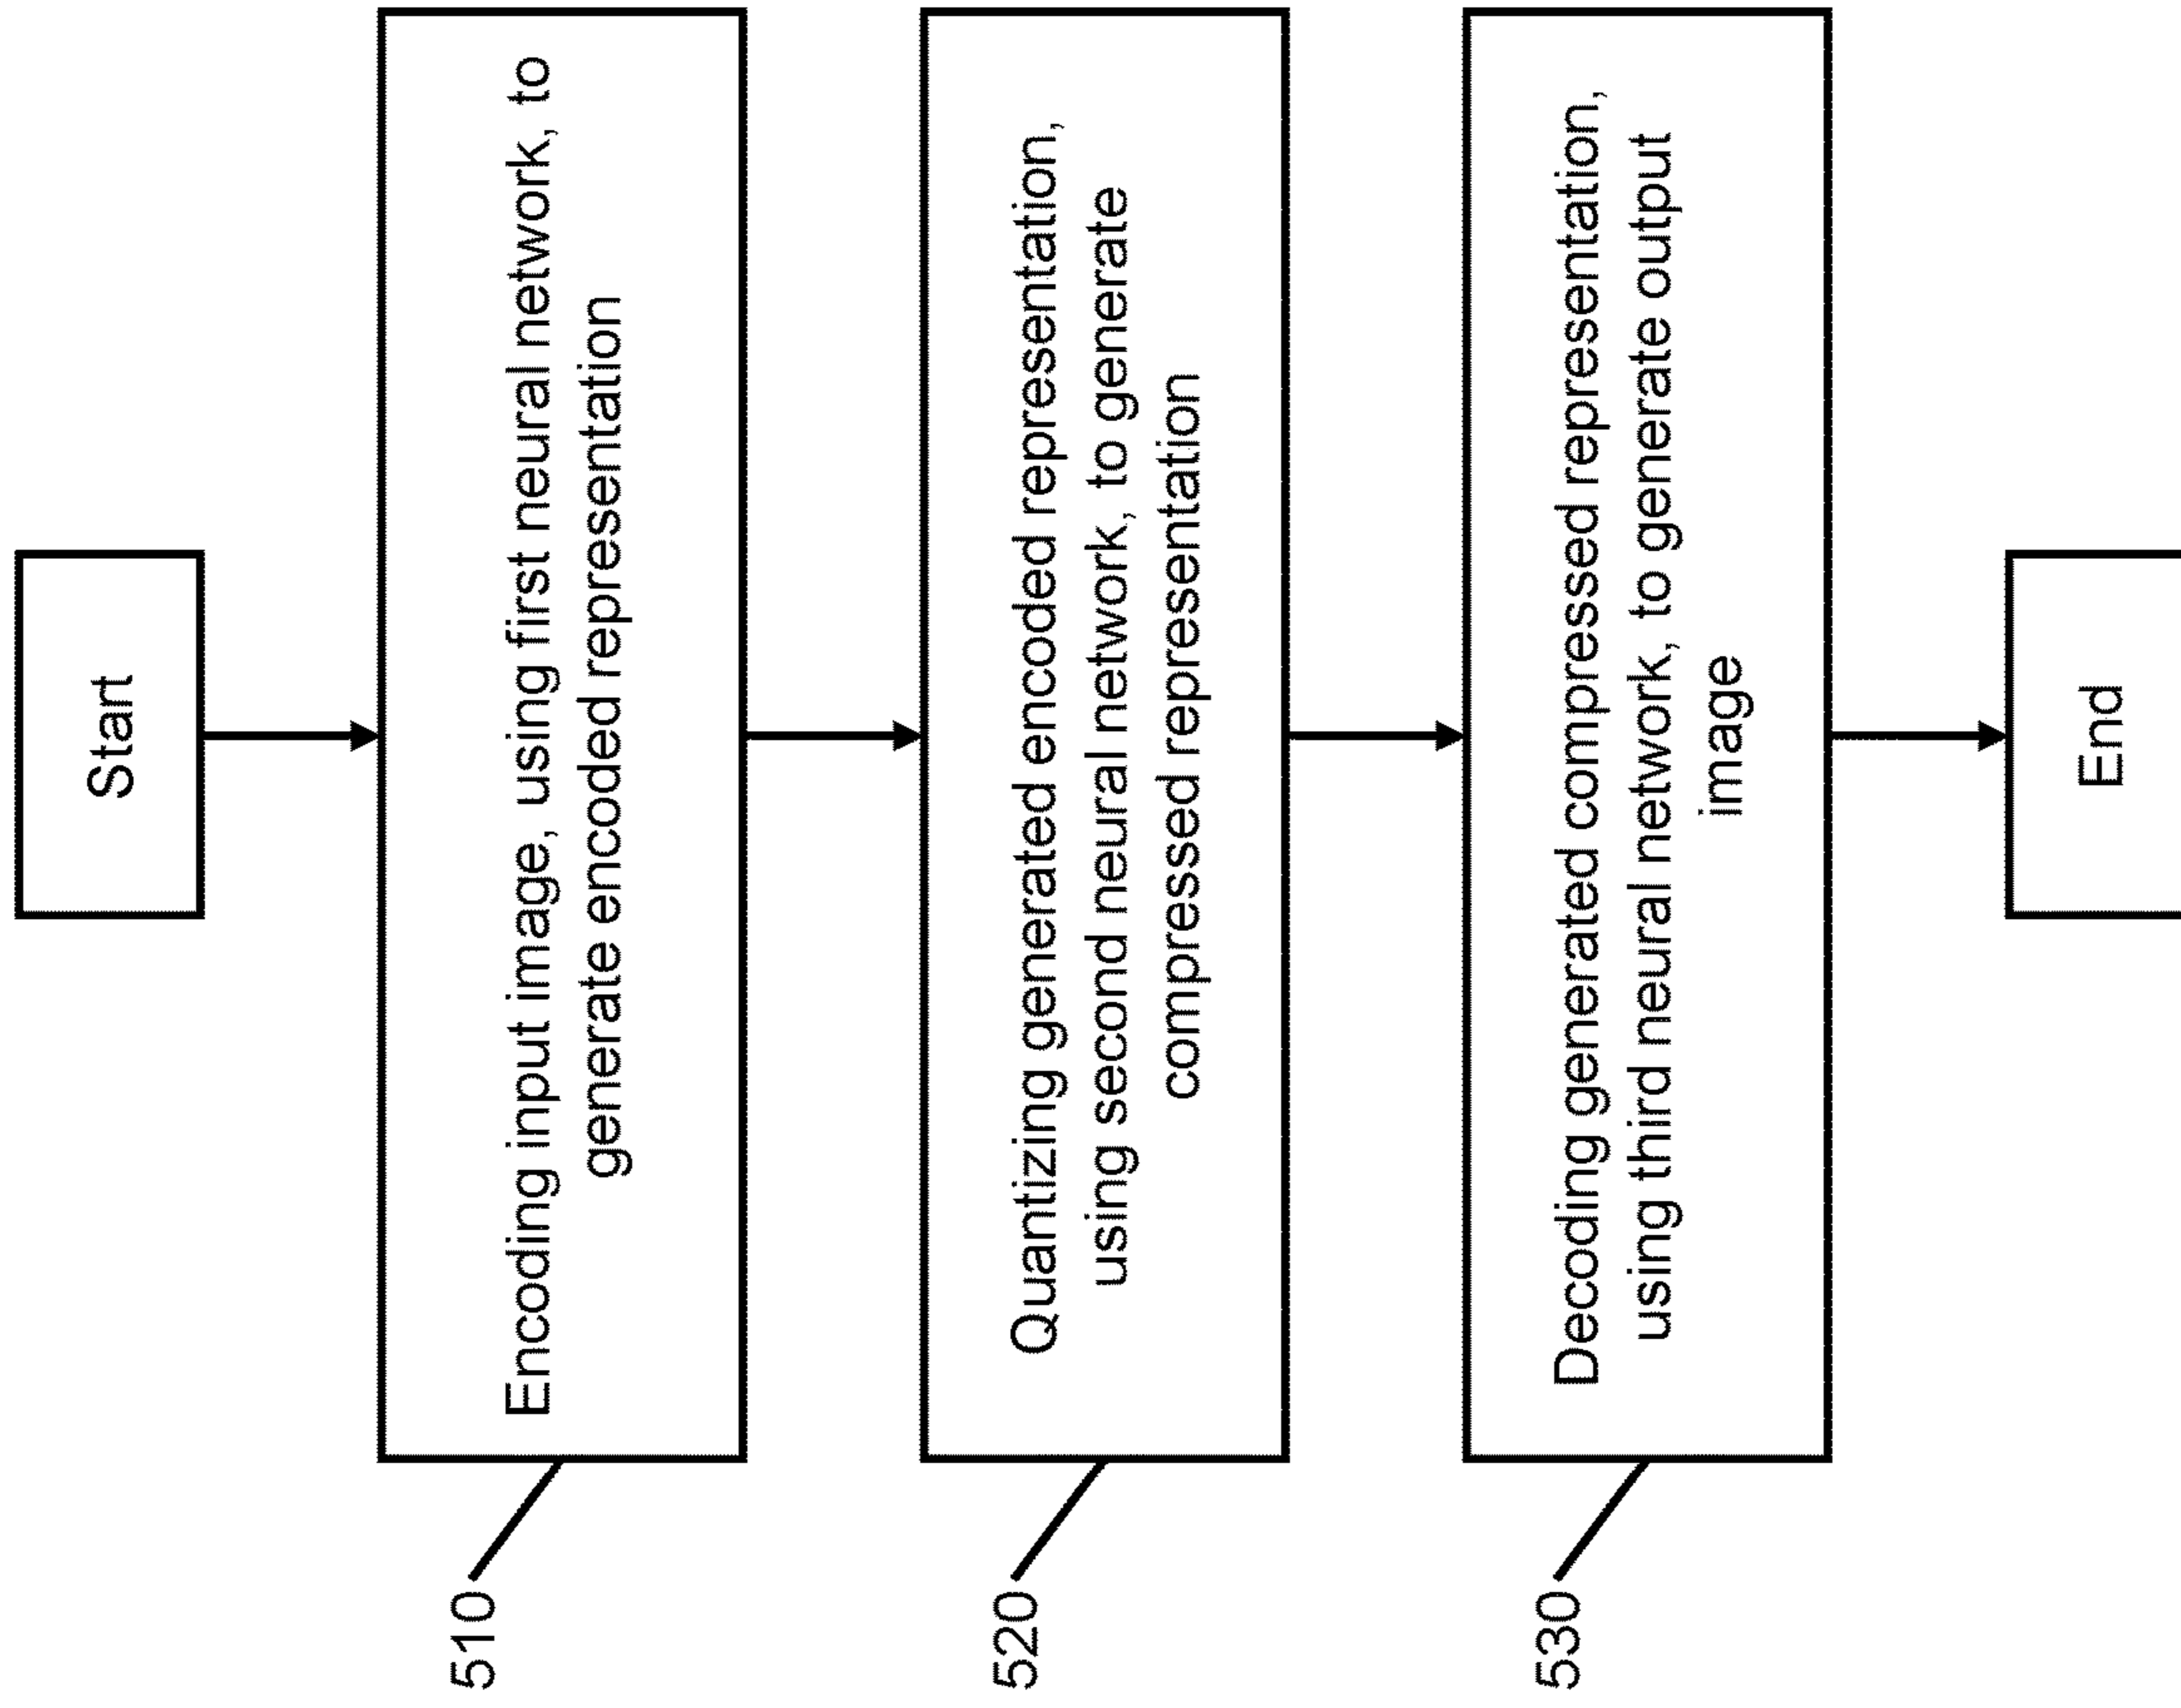 Start
510
Encoding input image, using first neural network, to
generate encoded representation
520
Quantizing generated encoded representation,
using second neural network, to generate
compressed representation
530
Decoding generated compressed representation,
using third neural network, to generate output
image
End